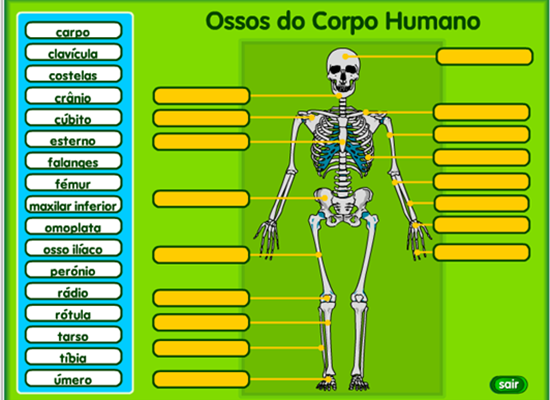 Ossos do Corpo Humano
carpo
clavícula
costelas
crânio
cúbito
esterno
falanges
fémur
maxilar inferior
omoplata
osso ilíaco
perónio
rádio
rótula
tarso
tíbia
úmero
sair